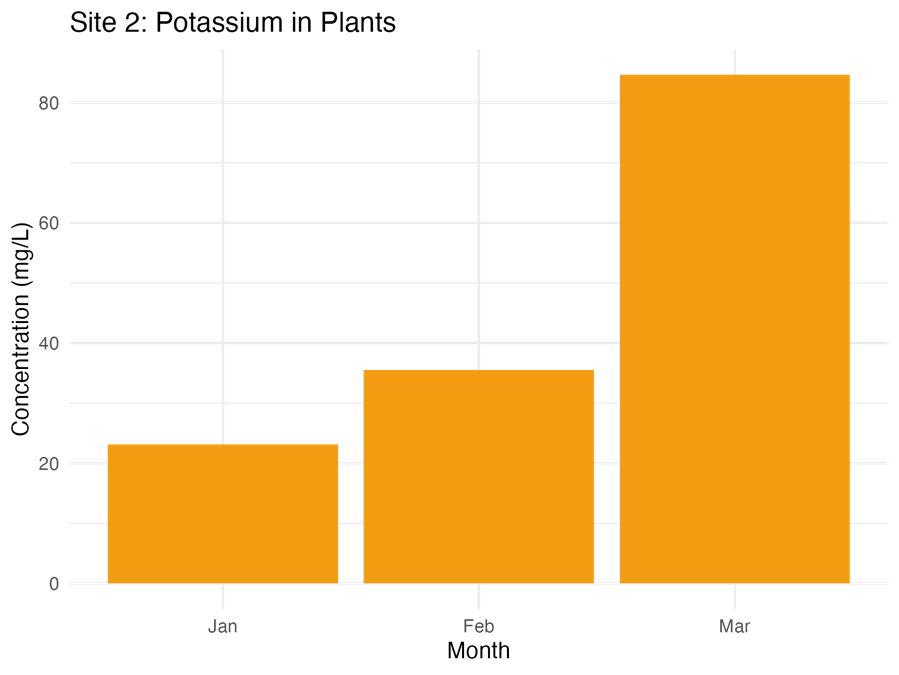 Site 2: Potassium in Plants
Concentration (mg/L)
80
60
40
20
0
Jan Feb Mar
Month